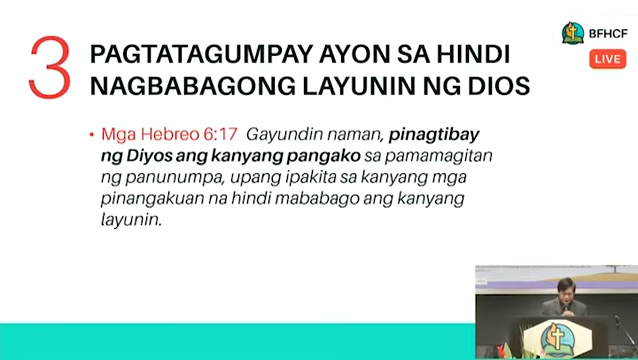 BFHCF
LIVE
3 PAGTATAGUMPAY AYON SA HINDI
NAGBABAGONG LAYUNIN NG DIOS
• Mga Hebreo 6:17 Gayundin naman, pinagtibay
ng Diyos ang kanyang pangako sa pamamagitan
ng panunumpa, upang ipakita sa kanyang mga
pinangakuan na hindi mababago ang kanyang
layunin.